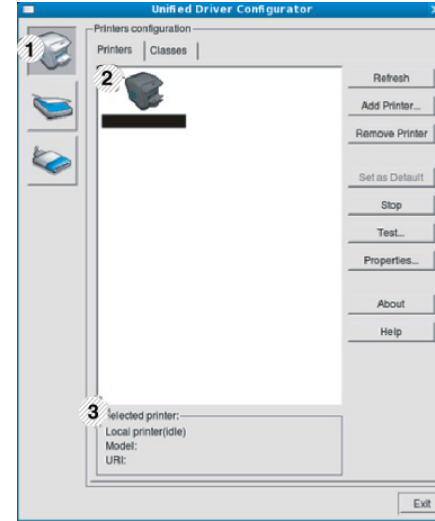 Unified Driver Configurator
Printers configuration
1
Printers Classes
2
Refresh
Add Printer...
Remove Printer
Set as Default
Stop
Test...
Properties...
About
Help
3
Selected printer:
Local printer(idle)
Model:
URI:
Exit